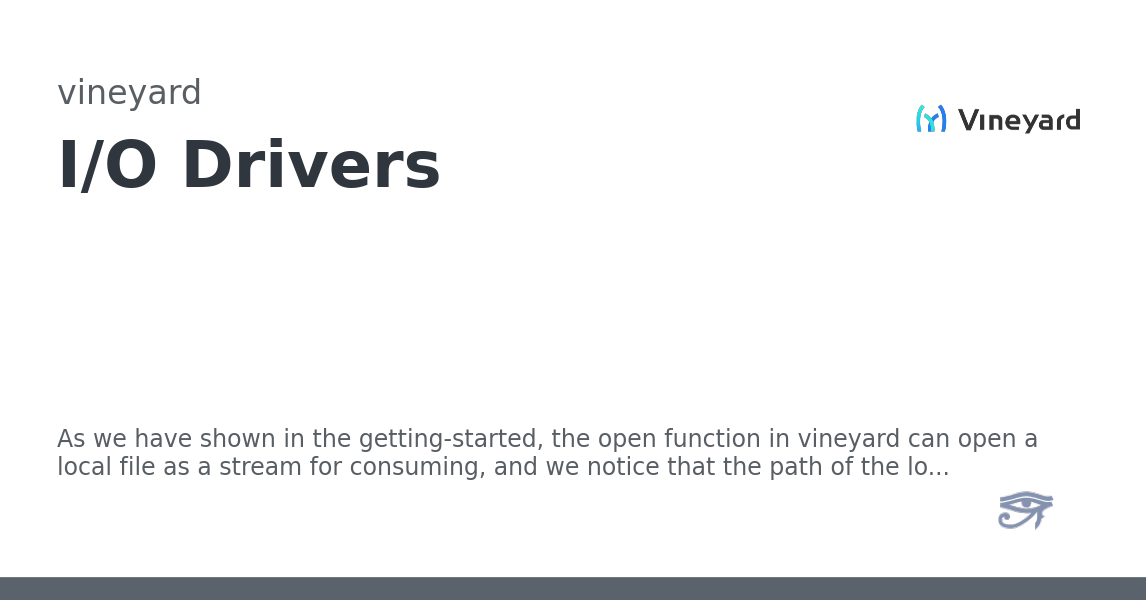 vineyard
Vineyard
I/O Drivers
As we have shown in the getting-started, the open function in vineyard can open a
local file as a stream for consuming, and we notice that the path of the lo...